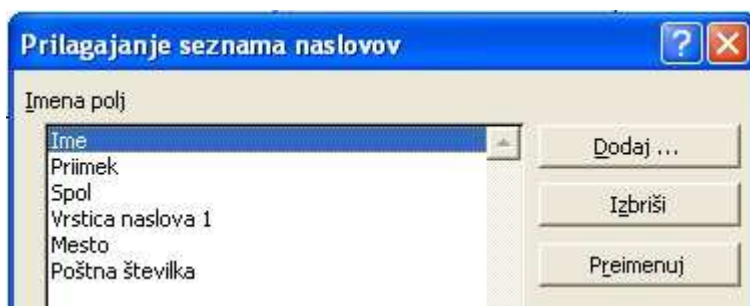 Prilagajanje seznama naslovov
Imena polj
Ime
Priimek
Spol
Vrstica naslova 1
Mesto
Poštna številka
Dodaj ...
Izbriši
Preimenuj